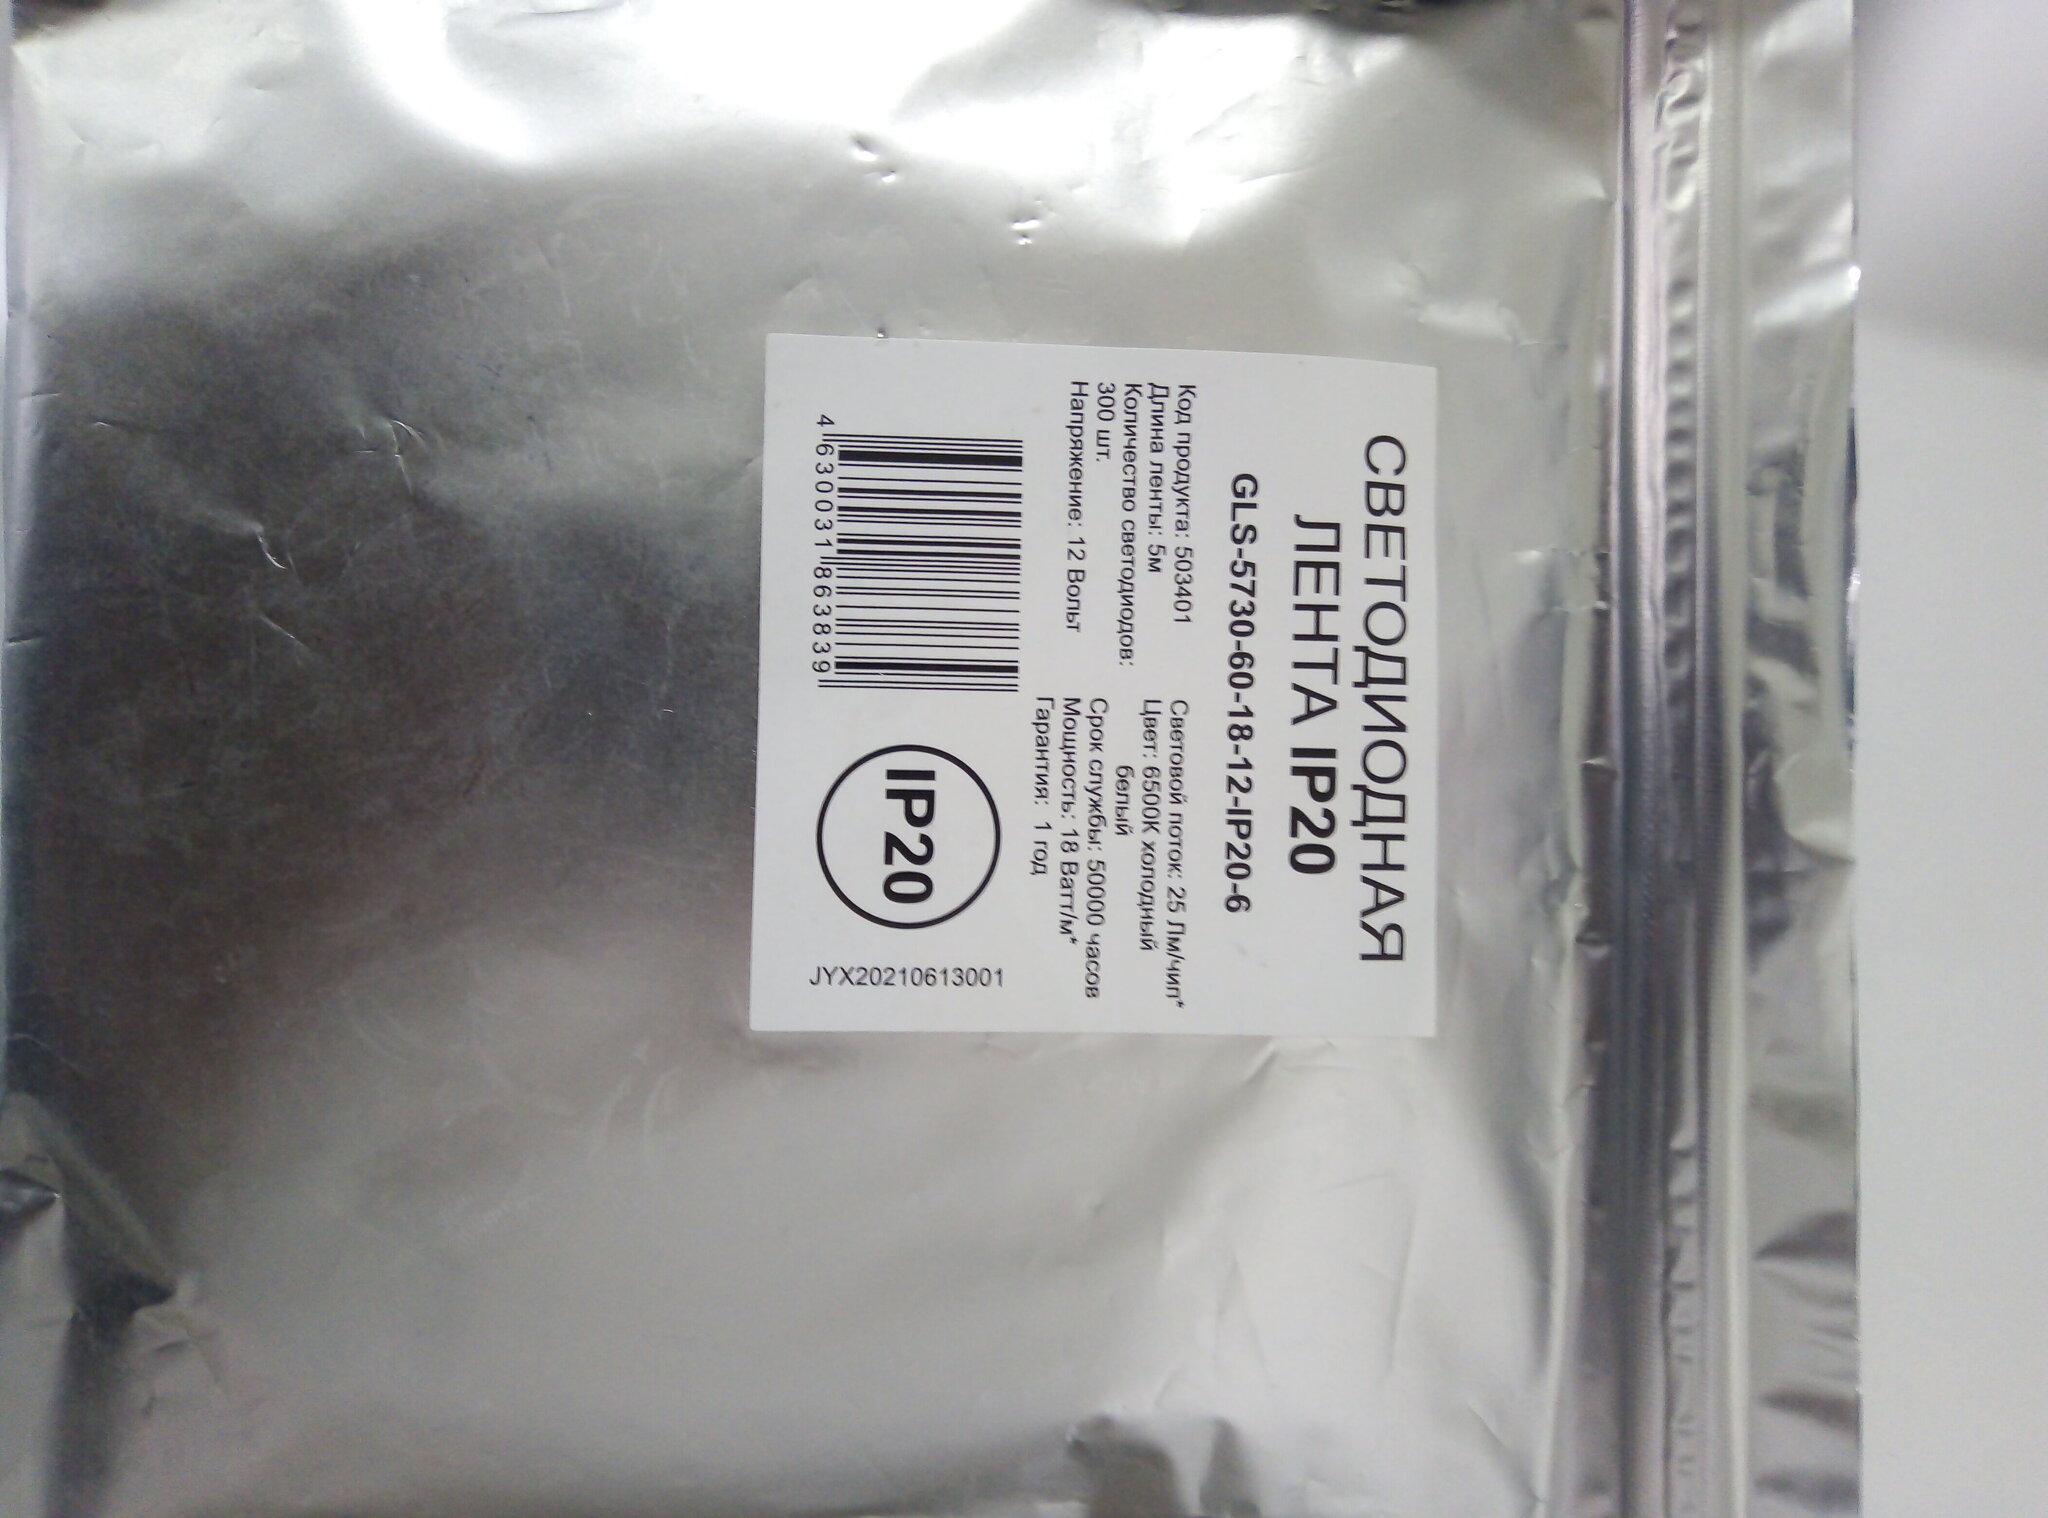 СВЕТОДИОДНАЯ
ЛЕНТА IP20
GLS-5730-60-18-12-IP20-6
Код продукта: 503401
Длина ленты: 5м
Количество светодиодов:
300 шт.
Напряжение: 12 Вольт
Световой поток: 25 Лм/чип*
Цвет: 6500К холодный
белый
Срок службы: 50000 часов
Мощность: 18 Ватт/м*
Гарантия: 1 год
4 630031 863839
IP20
JYX20210613001